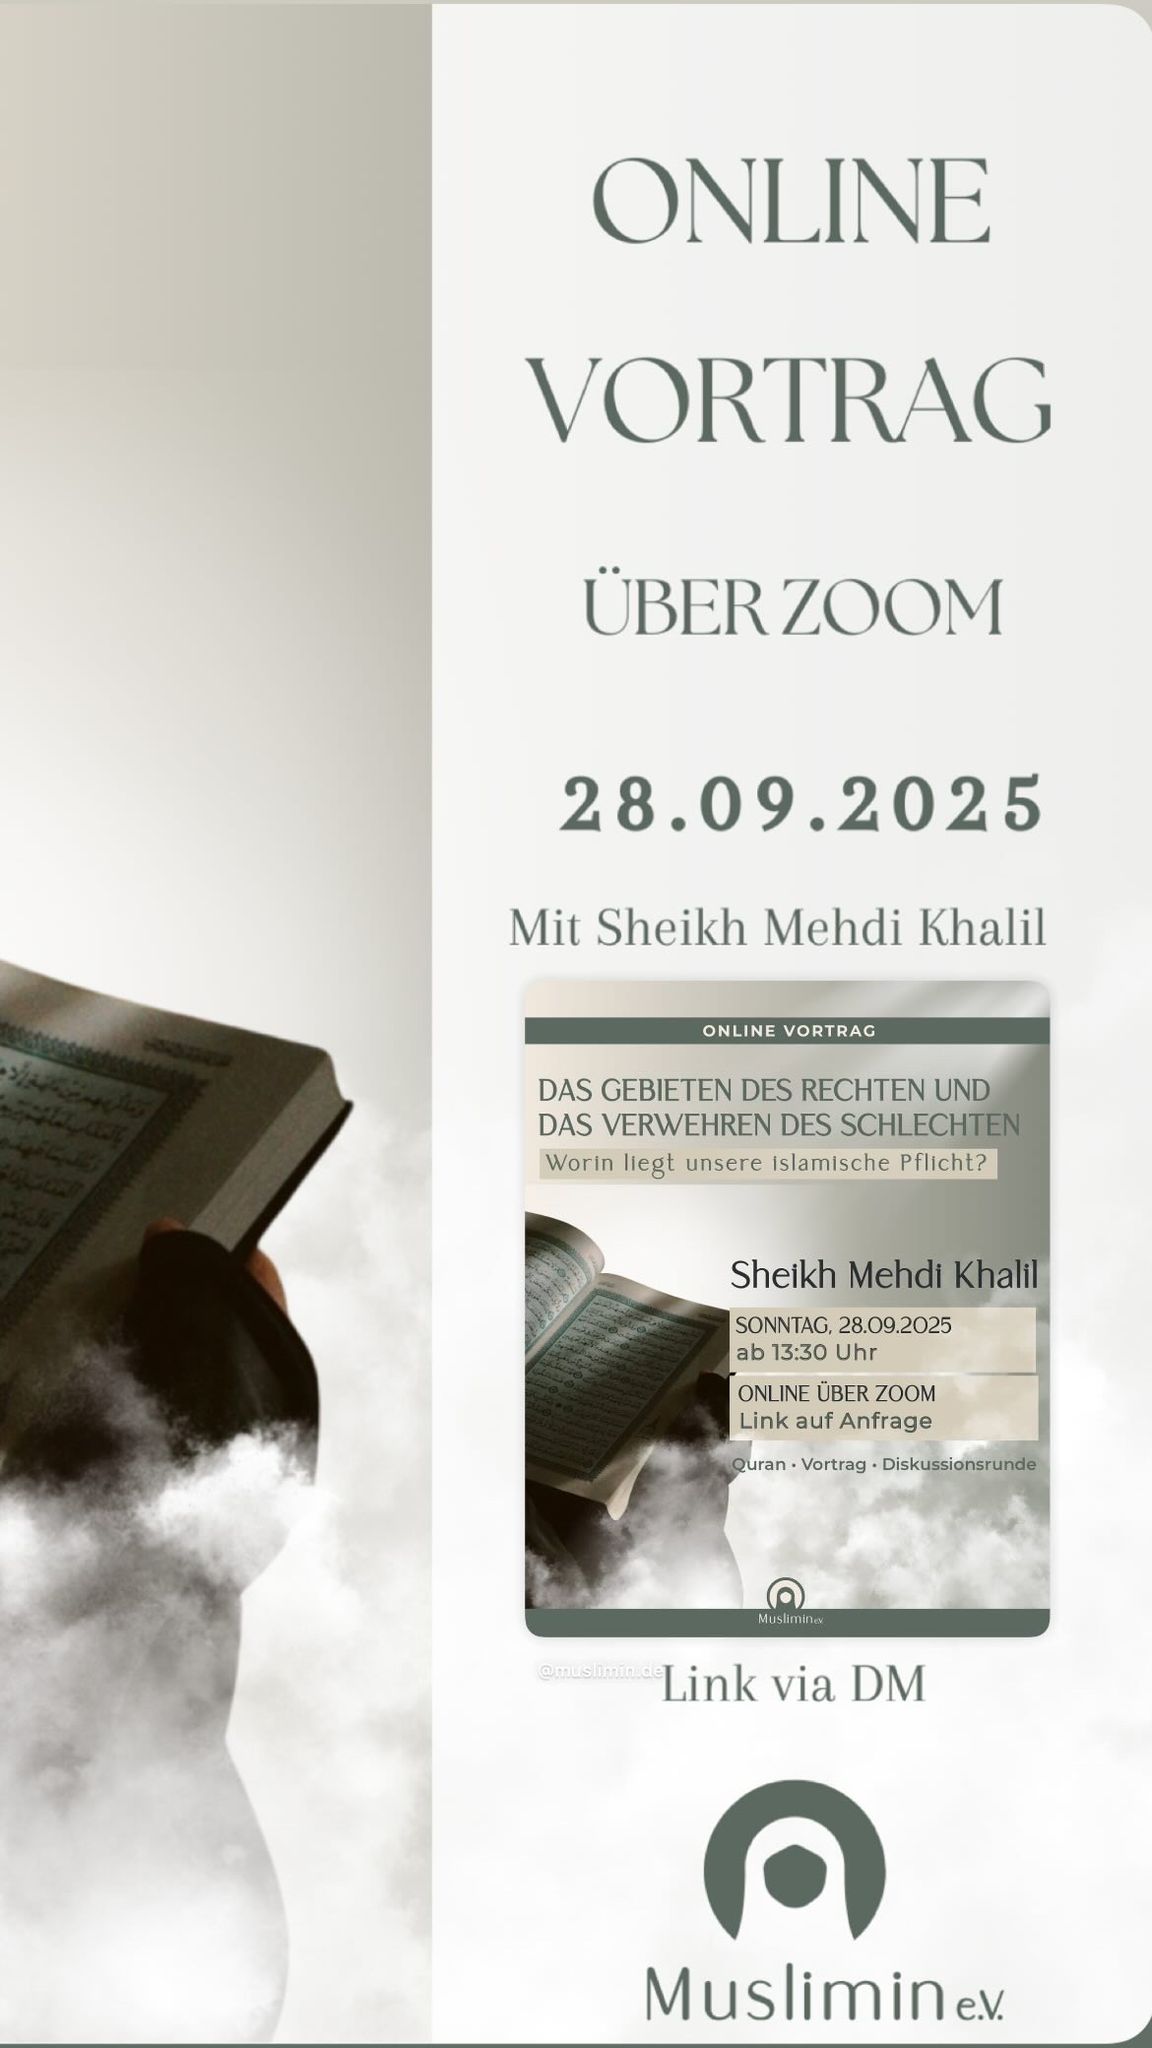 ONLINE
VORTRAG
ÜBER ZOOM
28.09.2025
Mit Sheikh Mehdi Khalil
ONLINE VORTRAG
DAS GEBIETEN DES RECHTEN UND
DAS VERWEHREN DES SCHLECHTEN
Worin liegt unsere islamische Pflicht?
Sheikh Mehdi Khalil
SONNTAG, 28.09.2025
ab 13:30 Uhr
ONLINE ÜBER ZOOM
Link auf Anfrage
Quran • Vortrag • Diskussionsrunde
Muslimin e.V.
@muslimin.de
Link via DM
Muslimin e.V.